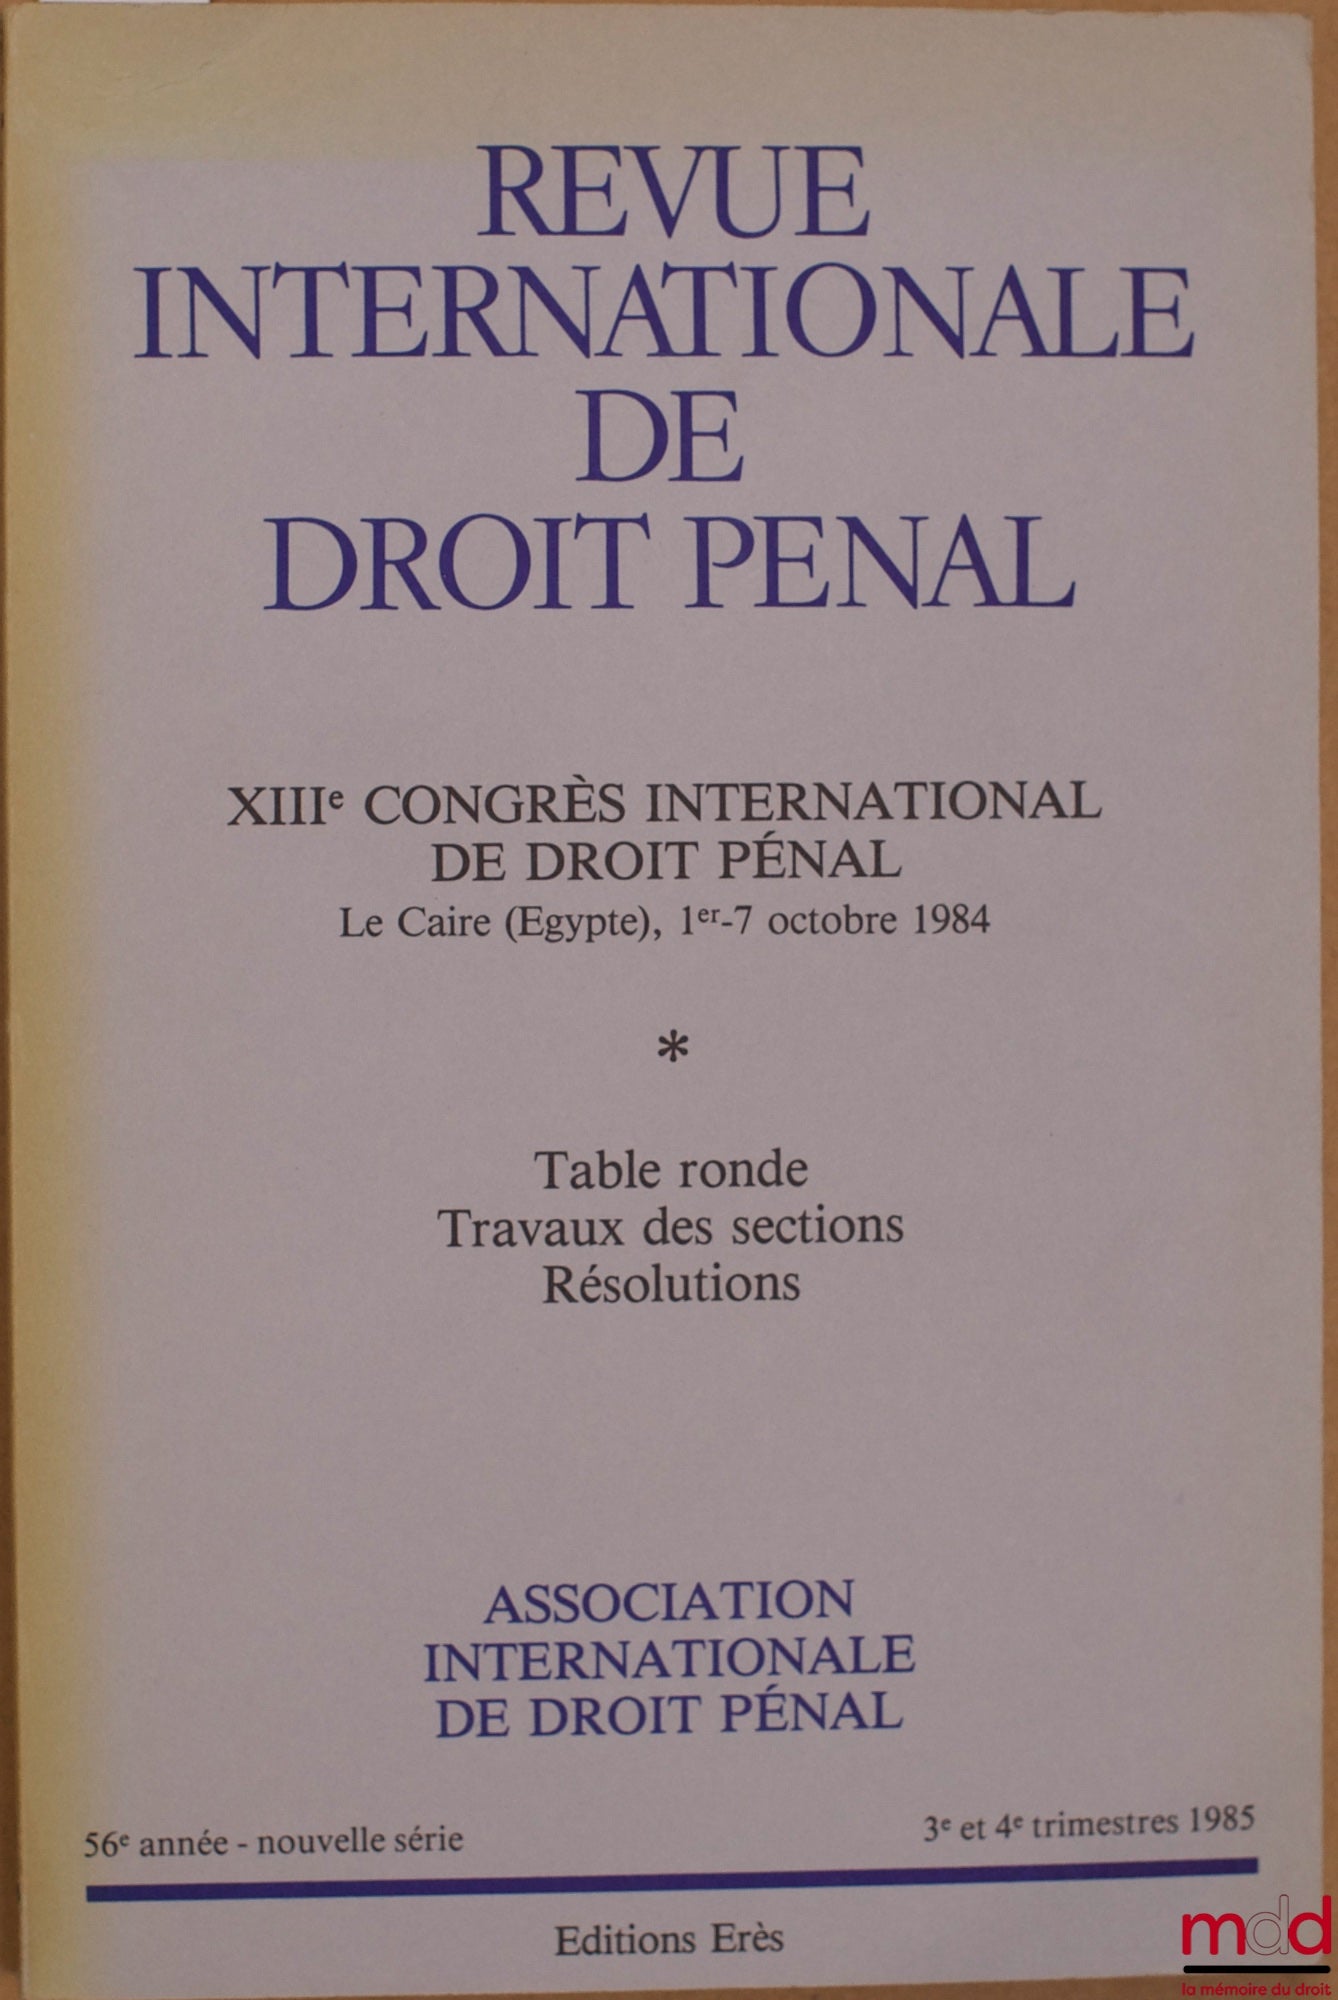 REVUE
INTERNATIONALE
DE
DROIT PENAL
XIIIe CONGRÈS INTERNATIONAL
DE DROIT PÉNAL
Le Caire (Egypte), 1er-7 octobre 1984
*
Table ronde
Travaux des sections
Résolutions
ASSOCIATION
INTERNATIONALE
DE DROIT PÉNAL
56e année - nouvelle série
3e et 4e trimestres 1985
Editions Erès
mdd
la mémoire du droit